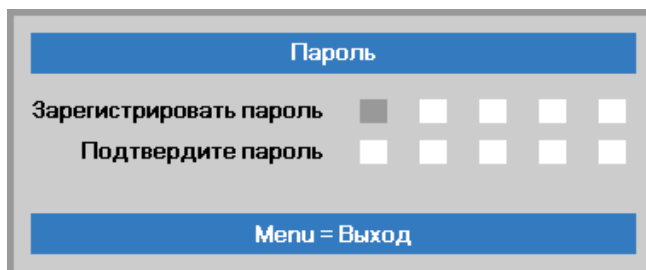 Пароль
Зарегистрировать пароль
Подтвердите пароль
Menu = Выход